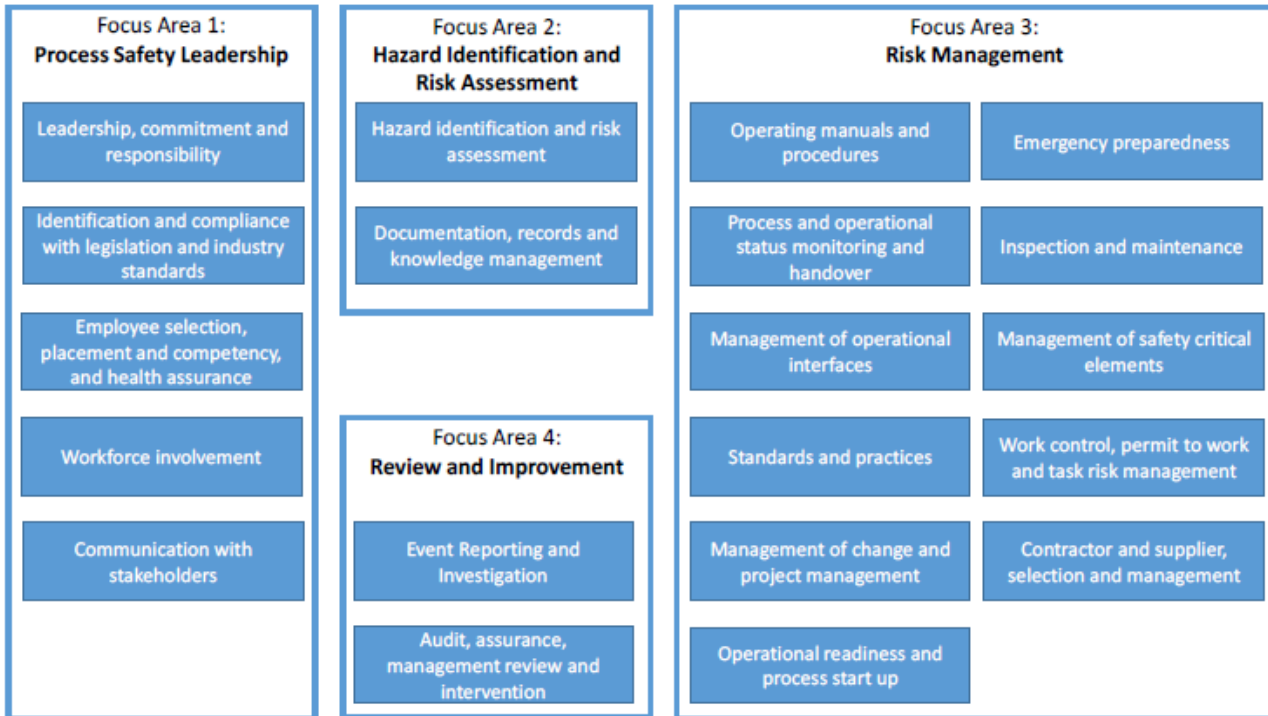 Focus Area 1:
Process Safety Leadership
Leadership, commitment and
responsibility
Identification and compliance
with legislation and industry
standards
Employee selection,
placement and competency,
and health assurance
Workforce involvement
Communication with
stakeholders
Focus Area 2:
Hazard Identification and
Risk Assessment
Hazard identification and risk
assessment
Documentation, records and
knowledge management
Focus Area 4:
Review and Improvement
Event Reporting and
Investigation
Audit, assurance,
management review and
intervention
Focus Area 3:
Risk Management
Operating manuals and
procedures
Emergency preparedness
Process and operational
status monitoring and
handover
Inspection and maintenance
Management of operational
interfaces
Management of safety critical
elements
Standards and practices
Work control, permit to work
and task risk management
Management of change and
project management
Contractor and supplier,
selection and management
Operational readiness and
process start up